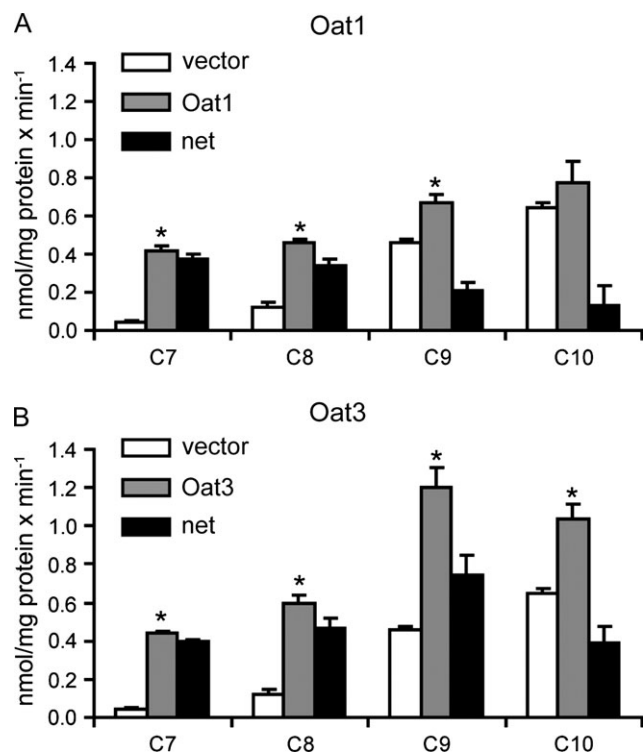 A
Oat1
nmol/mg protein x min⁻¹
1.4
1.2
1.0
0.8
0.6
0.4
0.2
0.0
vector
Oat1
net
*
*
*
C7 C8 C9 C10
B
Oat3
nmol/mg protein x min⁻¹
1.4
1.2
1.0
0.8
0.6
0.4
0.2
0.0
vector
Oat3
net
*
*
*
*
C7 C8 C9 C10